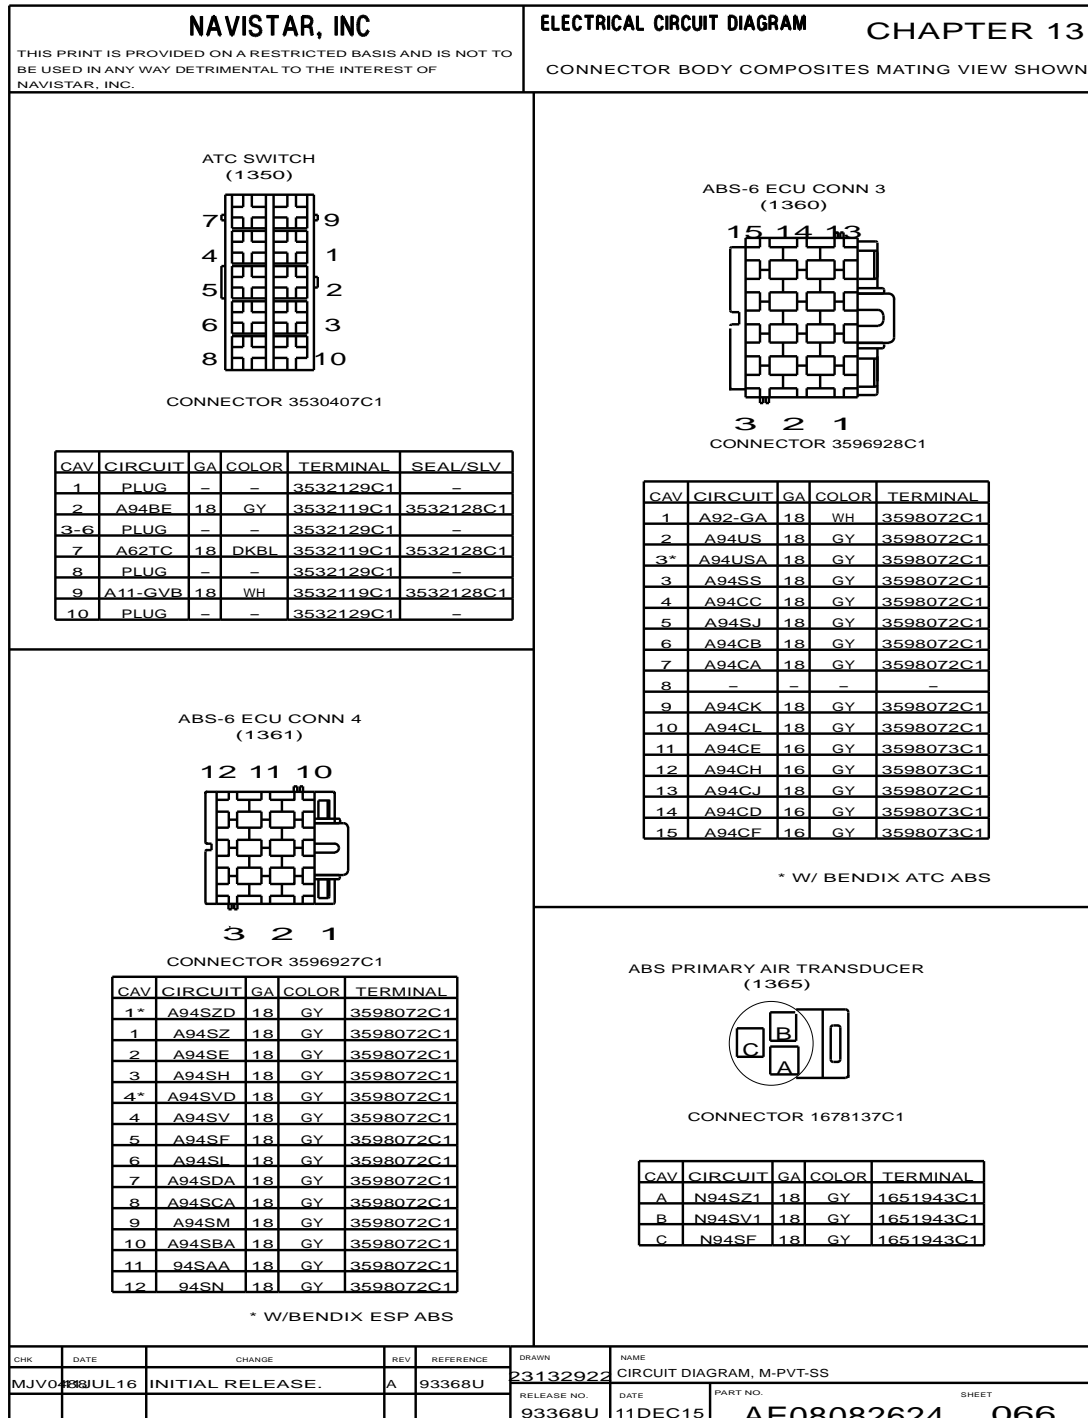 NAVISTAR, INC
THIS PRINT IS PROVIDED ON A RESTRICTED BASIS AND IS NOT TO
BE USED IN ANY WAY DETRIMENTAL TO THE INTEREST OF
NAVISTAR, INC.
ELECTRICAL CIRCUIT DIAGRAM CHAPTER 13
CONNECTOR BODY COMPOSITES MATING VIEW SHOWN
ATC SWITCH
(1350)
7 9
4 1
5 2
6 3
8 10
CONNECTOR 3530407C1
CAV CIRCUIT GA COLOR TERMINAL SEAL/SLV
1 PLUG – – 3532129C1 –
2 A94BE 18 GY 3532119C1 3532128C1
3-6 PLUG – – 3532129C1 –
7 A62TC 18 DKBL 3532119C1 3532128C1
8 PLUG – – 3532129C1 –
9 A11-GVB 18 WH 3532119C1 3532128C1
10 PLUG – – 3532129C1 –
ABS-6 ECU CONN 3
(1360)
15 14 13
3 2 1
CONNECTOR 3596928C1
CAV CIRCUIT GA COLOR TERMINAL
1 A92-GA 18 WH 3598072C1
2 A94US 18 GY 3598072C1
3* A94USA 18 GY 3598072C1
3 A94SS 18 GY 3598072C1
4 A94CC 18 GY 3598072C1
5 A94SJ 18 GY 3598072C1
6 A94CB 18 GY 3598072C1
7 A94CA 18 GY 3598072C1
8 – – – –
9 A94CK 18 GY 3598072C1
10 A94CL 18 GY 3598072C1
11 A94CE 16 GY 3598073C1
12 A94CH 16 GY 3598073C1
13 A94CJ 18 GY 3598072C1
14 A94CD 16 GY 3598073C1
15 A94CF 16 GY 3598073C1
* W/ BENDIX ATC ABS
ABS-6 ECU CONN 4
(1361)
12 11 10
3 2 1
CONNECTOR 3596927C1
CAV CIRCUIT GA COLOR TERMINAL
1* A94SZD 18 GY 3598072C1
1 A94SZ 18 GY 3598072C1
2 A94SE 18 GY 3598072C1
3 A94SH 18 GY 3598072C1
4* A94SVD 18 GY 3598072C1
4 A94SV 18 GY 3598072C1
5 A94SF 18 GY 3598072C1
6 A94SL 18 GY 3598072C1
7 A94SDA 18 GY 3598072C1
8 A94SCA 18 GY 3598072C1
9 A94SM 18 GY 3598072C1
10 A94SBA 18 GY 3598072C1
11 94SAA 18 GY 3598072C1
12 94SN 18 GY 3598072C1
* W/BENDIX ESP ABS
ABS PRIMARY AIR TRANSDUCER
(1365)
B
C
A
CONNECTOR 1678137C1
CAV CIRCUIT GA COLOR TERMINAL
A N94SZ1 18 GY 1651943C1
B N94SV1 18 GY 1651943C1
C N94SF 18 GY 1651943C1
CHK DATE CHANGE REV REFERENCE DRAWN NAME
INITIAL RELEASE. A 93368U 23132922 CIRCUIT DIAGRAM, M-PVT-SS
RELEASE NO. DATE PART NO. SHEET
93368U 11DEC15 AE08082624 066